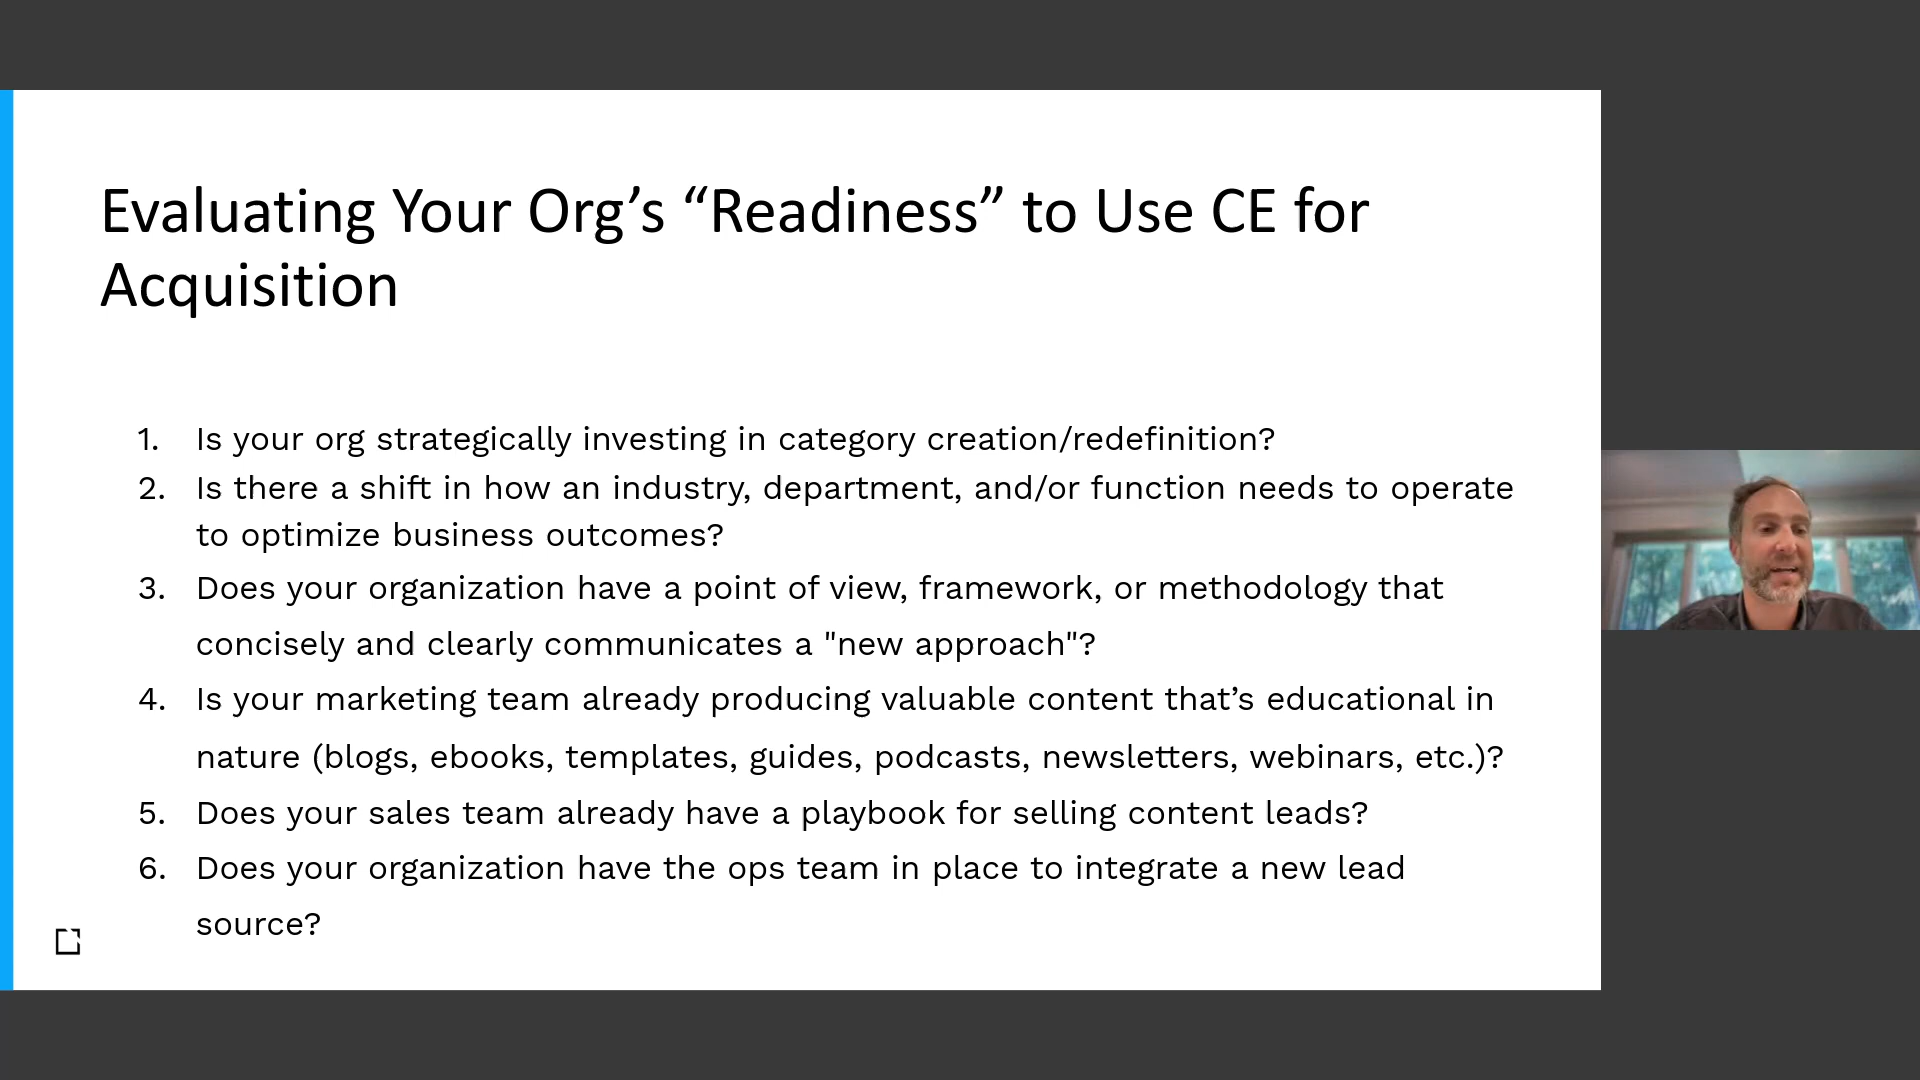 Evaluating Your Org’s “Readiness” to Use CE for
Acquisition
1. Is your org strategically investing in category creation/redefinition?
2. Is there a shift in how an industry, department, and/or function needs to operate
to optimize business outcomes?
3. Does your organization have a point of view, framework, or methodology that
concisely and clearly communicates a "new approach"?
4. Is your marketing team already producing valuable content that’s educational in
nature (blogs, ebooks, templates, guides, podcasts, newsletters, webinars, etc.)?
5. Does your sales team already have a playbook for selling content leads?
6. Does your organization have the ops team in place to integrate a new lead
source?